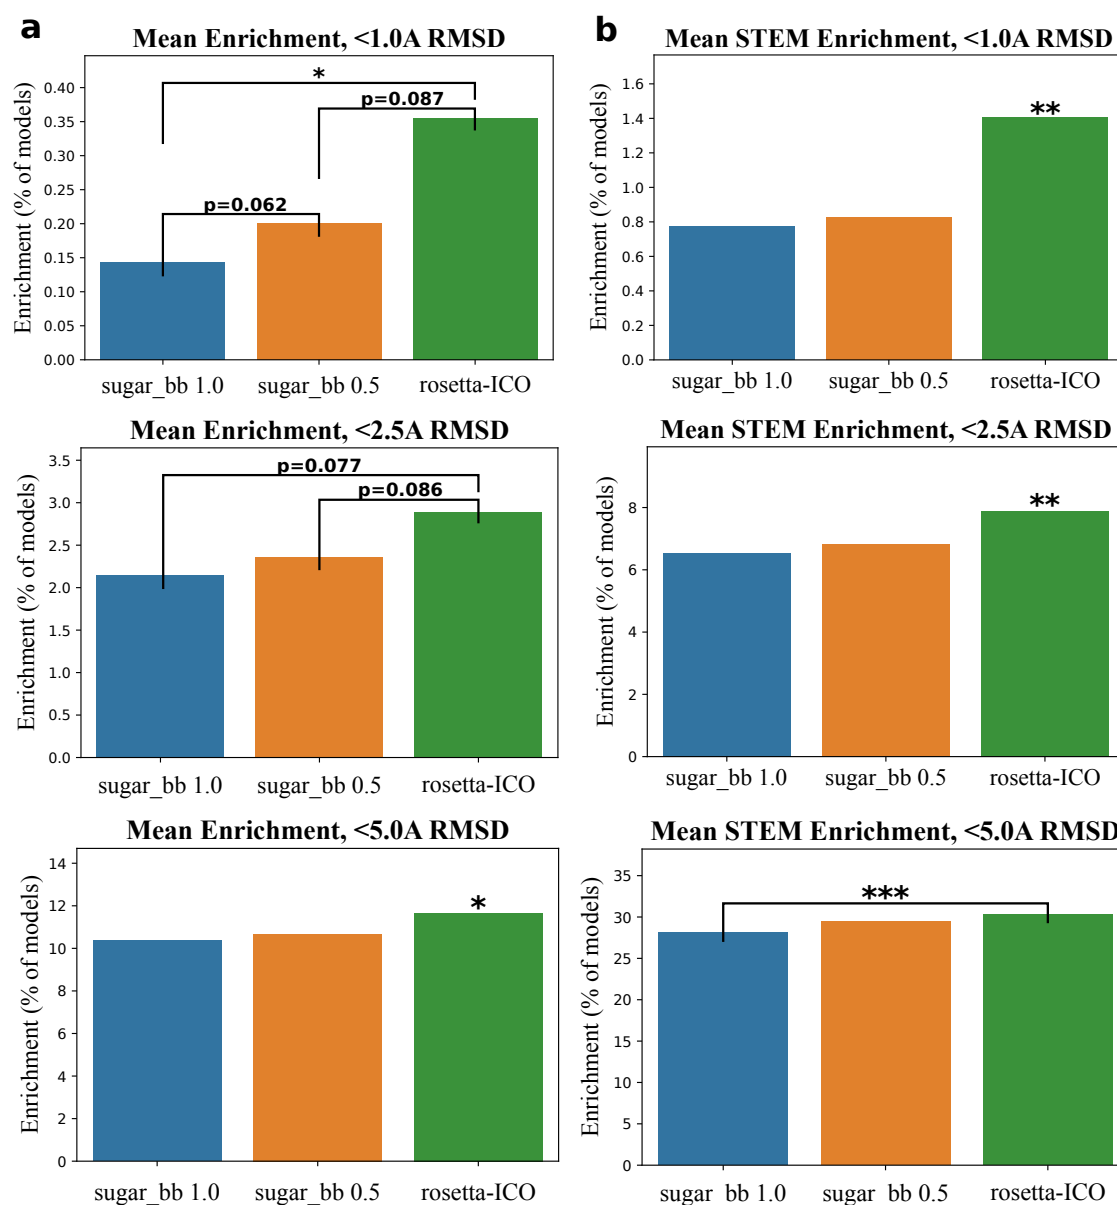 a
Mean Enrichment, <1.0A RMSD
Enrichment (% of models)
0.40
0.35
0.30
0.25
0.20
0.15
0.10
0.05
0.00
*
p=0.087
p=0.062
sugar_bb 1.0 sugar_bb 0.5 rosetta-ICO
b
Mean STEM Enrichment, <1.0A RMSD
Enrichment (% of models)
1.6
1.4
1.2
1.0
0.8
0.6
0.4
0.2
0.0
**
sugar_bb 1.0 sugar_bb 0.5 rosetta-ICO
Mean Enrichment, <2.5A RMSD
Enrichment (% of models)
3.5
3.0
2.5
2.0
1.5
1.0
0.5
0.0
p=0.077
p=0.086
sugar_bb 1.0 sugar_bb 0.5 rosetta-ICO
Mean STEM Enrichment, <2.5A RMSD
Enrichment (% of models)
8
6
4
2
0
**
sugar_bb 1.0 sugar_bb 0.5 rosetta-ICO
Mean Enrichment, <5.0A RMSD
Enrichment (% of models)
14
12
10
8
6
4
2
0
*
sugar_bb 1.0 sugar_bb 0.5 rosetta-ICO
Mean STEM Enrichment, <5.0A RMSD
Enrichment (% of models)
35
30
25
20
15
10
5
0
***
sugar bb 1.0 sugar bb 0.5 rosetta-ICO